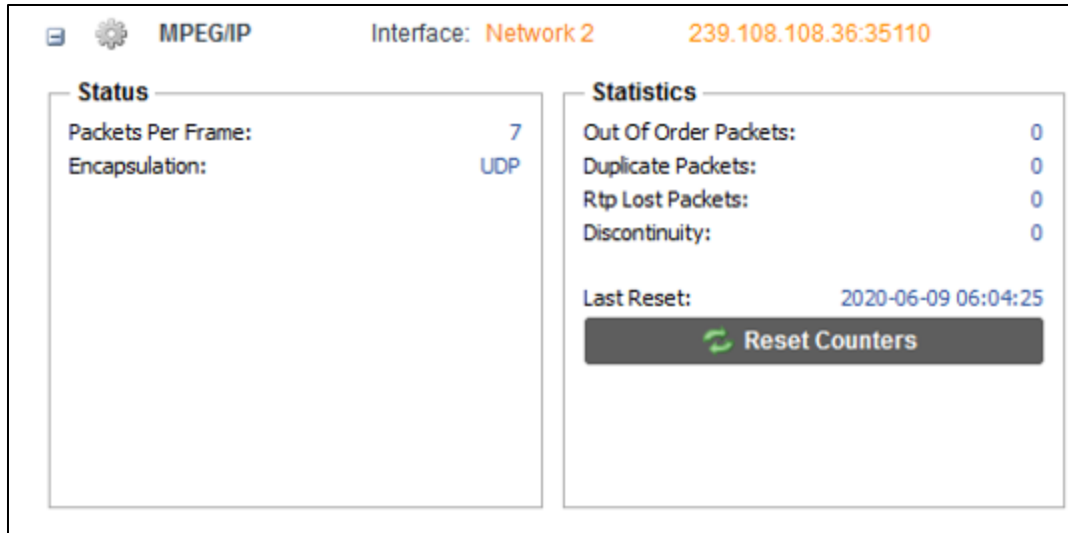 MPEG/IP Interface: Network 2 239.108.108.36:35110
Status
Packets Per Frame: 7
Encapsulation: UDP
Statistics
Out Of Order Packets: 0
Duplicate Packets: 0
Rtp Lost Packets: 0
Discontinuity: 0
Last Reset: 2020-06-09 06:04:25
Reset Counters